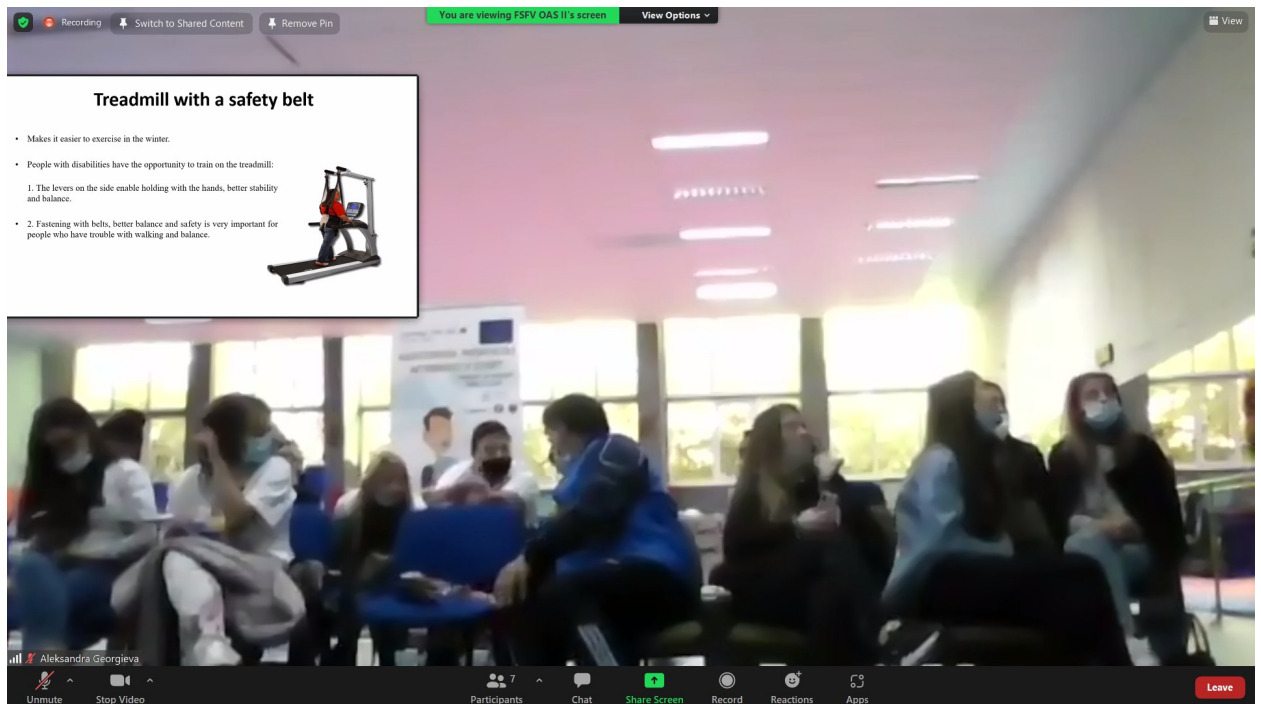 Recording
Switch to Shared Content
Remove Pin
You are viewing FSFV OAS II's screen
View Options
View
Treadmill with a safety belt
• Makes it easier to exercise in the winter.
• People with disabilities have the opportunity to train on the treadmill:
1. The levers on the side enable holding with the hands, better stability
and balance.
• 2. Fastening with belts, better balance and safety is very important for
people who have trouble with walking and balance.
Aleksandra Georgieva
Unmute
Stop Video
7
Participants
Chat
Share Screen
Record
Reactions
Apps
Leave